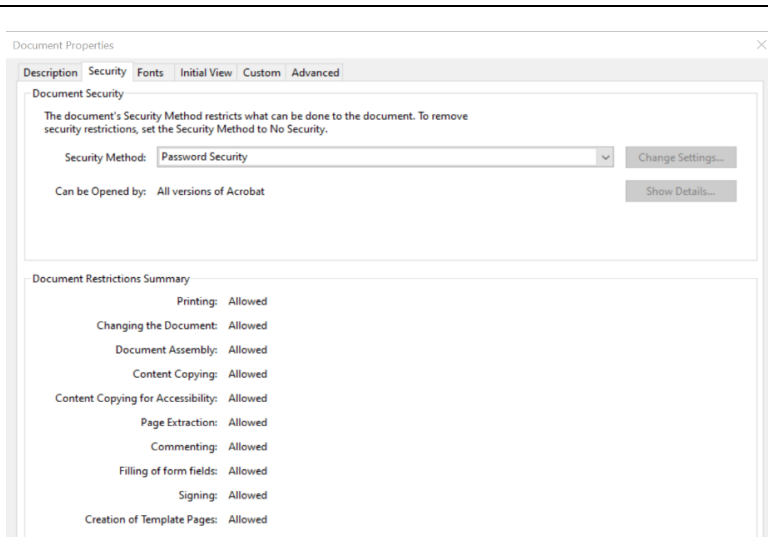 Document Properties
Description Security Fonts Initial View Custom Advanced
Document Security
The document's Security Method restricts what can be done to the document. To remove
security restrictions, set the Security Method to No Security.
Security Method: Password Security Change Settings...
Can be Opened by: All versions of Acrobat Show Details...
Document Restrictions Summary
Printing: Allowed
Changing the Document: Allowed
Document Assembly: Allowed
Content Copying: Allowed
Content Copying for Accessibility: Allowed
Page Extraction: Allowed
Commenting: Allowed
Filling of form fields: Allowed
Signing: Allowed
Creation of Template Pages: Allowed